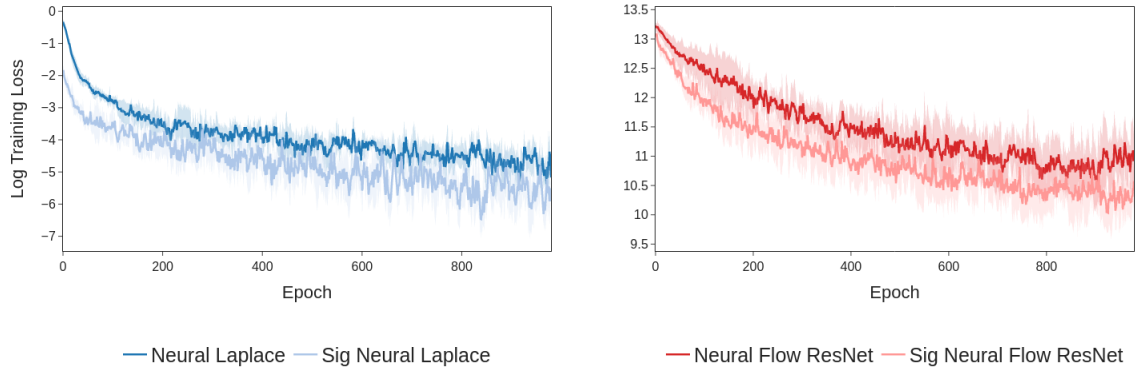 Log Training Loss
0
−1
−2
−3
−4
−5
−6
−7
0 200 400 600 800
Epoch
13.5
13
12.5
12
11.5
11
10.5
10
9.5
0 200 400 600 800
Epoch
Neural Laplace Sig Neural Laplace
Neural Flow ResNet Sig Neural Flow ResNet